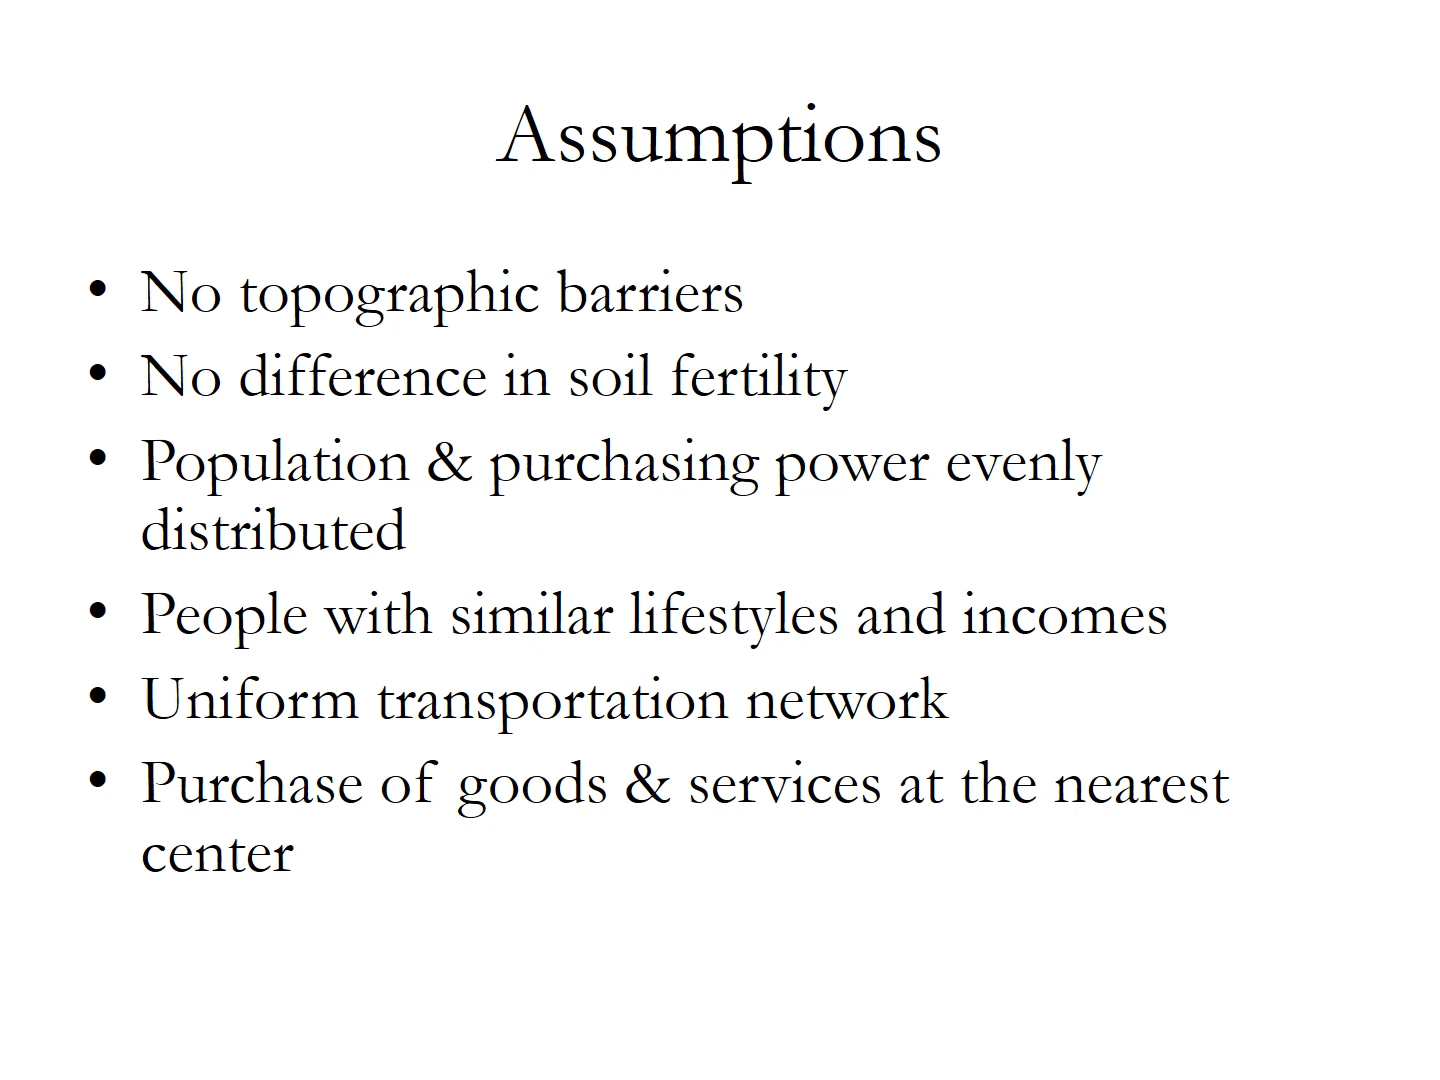 Assumptions
• No topographic barriers
• No difference in soil fertility
• Population & purchasing power evenly
distributed
• People with similar lifestyles and incomes
• Uniform transportation network
• Purchase of goods & services at the nearest
center